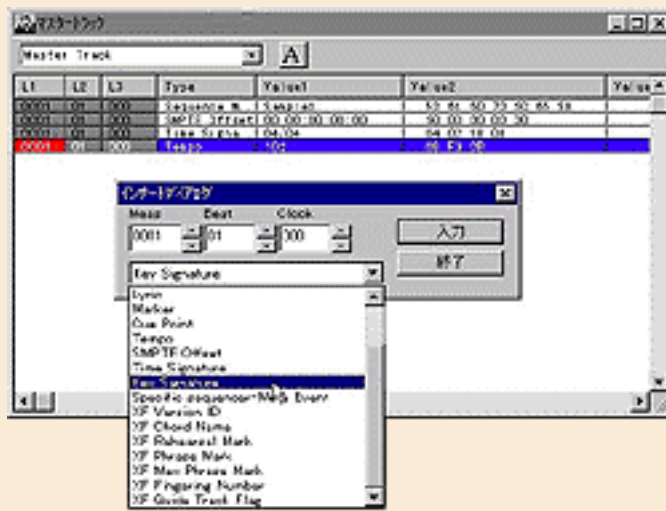 マスタートラック
Master Track
A
L1 L2 L3 Type Value1 Value2
0001 01 000 Sequence N..
0001 01 000 SMPTE Offset 00:00:00:00:00
0001 01 000 Time Signa.. 04/04
0001 01 000 Tempo
インサートダイアログ
Meas Beat Clock
0001 01 000
入力
終了
Key Signature
Lyric
Marker
Cue Point
Tempo
SMPTE Offset
Time Signature
Key Signature
Specific sequencer-Meta Event
XF Version ID
XF Chord Name
XF Rehearsal Mark
XF Phrase Mark
XF Max Phrase Mark
XF Fingering Number
XF Guide Track Flag